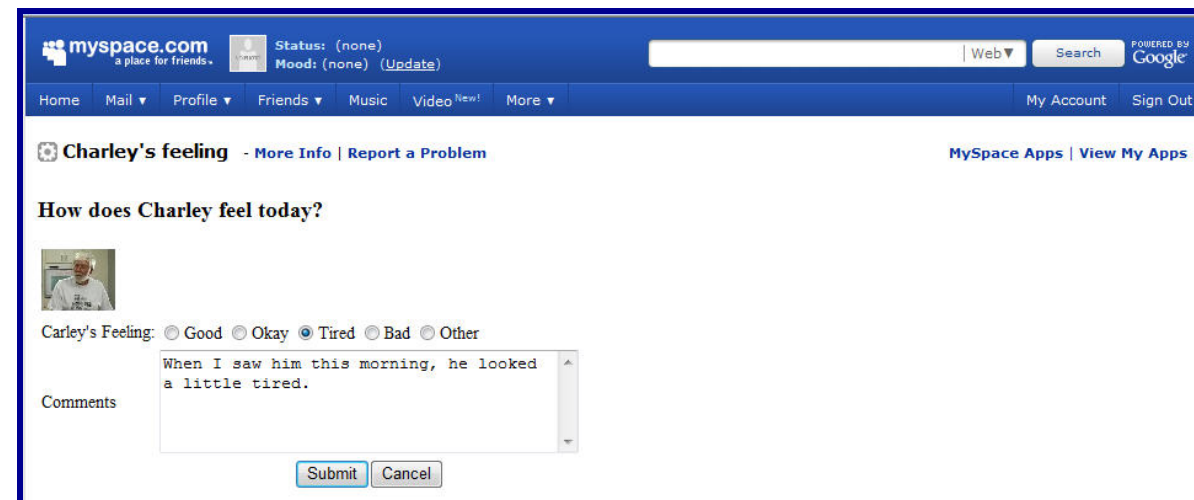 myspace.com
a place for friends.
Status: (none)
Mood: (none) (Update)
Web▼ Search POWERED BY Google
Home Mail ▼ Profile ▼ Friends ▼ Music Video New! More ▼ My Account Sign Out
Charley's feeling - More Info | Report a Problem MySpace Apps | View My Apps
How does Charley feel today?
Carley's Feeling: Good Okay Tired Bad Other
Comments
When I saw him this morning, he looked
a little tired.
Submit Cancel